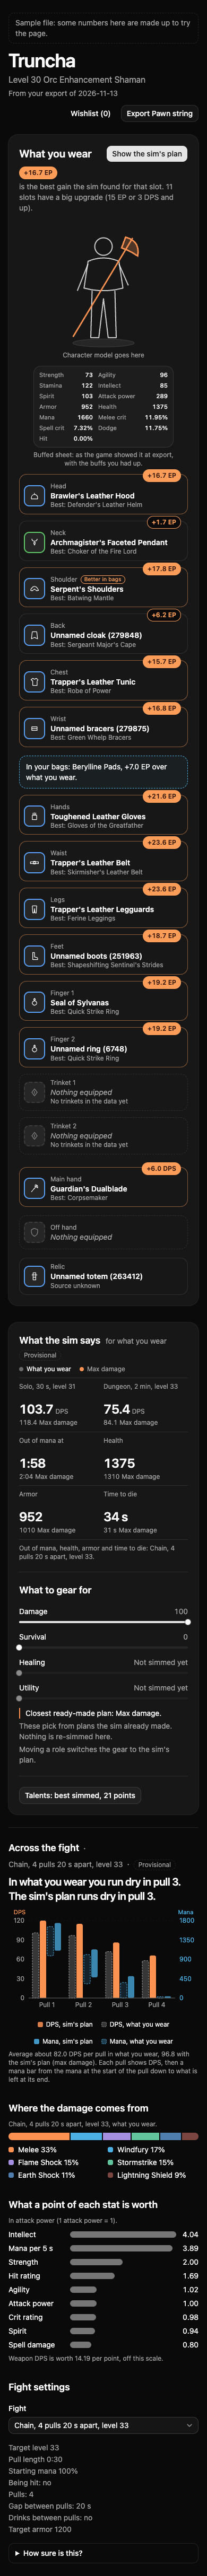 Sample file: some numbers here are made up to try
the page.
Truncha
Level 30 Orc Enhancement Shaman
From your export of 2026-11-13
Wishlist (0)
Export Pawn string
What you wear
Show the sim's plan
+16.7 EP
is the best gain the sim found for that slot. 11
slots have a big upgrade (15 EP or 3 DPS and
up).
Character model goes here
Strength 73 Agility 96
Stamina 122 Intellect 85
Spirit 103 Attack power 289
Armor 952 Health 1375
Mana 1660 Melee crit 11.95%
Spell crit 7.32% Dodge 11.75%
Hit 0.00%
Buffed sheet: as the game showed it at export,
with the buffs you had up.
+16.7 EP
Head
Brawler's Leather Hood
Best: Defender's Leather Helm
+1.7 EP
Neck
Archmagister's Faceted Pendant
Best: Choker of the Fire Lord
+17.8 EP
Shoulder Better in bags
Serpent's Shoulders
Best: Batwing Mantle
+6.2 EP
Back
Unnamed cloak (279848)
Best: Sergeant Major's Cape
+15.7 EP
Chest
Trapper's Leather Tunic
Best: Robe of Power
+16.8 EP
Wrist
Unnamed bracers (279875)
Best: Green Whelp Bracers
In your bags: Berylline Pads, +7.0 EP over
what you wear.
+21.6 EP
Hands
Toughened Leather Gloves
Best: Gloves of the Greatfather
+23.6 EP
Waist
Trapper's Leather Belt
Best: Skirmisher's Leather Belt
+23.6 EP
Legs
Trapper's Leather Legguards
Best: Ferine Leggings
+18.7 EP
Feet
Unnamed boots (251963)
Best: Shapeshifting Sentinel's Strides
+19.2 EP
Finger 1
Seal of Sylvanas
Best: Quick Strike Ring
+19.2 EP
Finger 2
Unnamed ring (6748)
Best: Quick Strike Ring
Trinket 1
Nothing equipped
No trinkets in the data yet
Trinket 2
Nothing equipped
No trinkets in the data yet
+6.0 DPS
Main hand
Guardian's Dualblade
Best: Corpsemaker
Off hand
Nothing equipped
Relic
Unnamed totem (263412)
Source unknown
What the sim says for what you wear
Provisional
What you wear Max damage
Solo, 30 s, level 31
103.7 DPS
118.4 Max damage
Dungeon, 2 min, level 33
75.4 DPS
84.1 Max damage
Out of mana at
1:58
2:04 Max damage
Health
1375
1310 Max damage
Armor
952
1010 Max damage
Time to die
34 s
31 s Max damage
Out of mana, health, armor and time to die: Chain, 4
pulls 20 s apart, level 33.
What to gear for
Damage 100
Survival 0
Healing Not simmed yet
Utility Not simmed yet
Closest ready-made plan: Max damage.
These pick from plans the sim already made.
Nothing is re-simmed here.
Moving a role switches the gear to the sim's
plan.
Talents: best simmed, 21 points
Across the fight ·
Chain, 4 pulls 20 s apart, level 33 · Provisional
In what you wear you run dry in pull 3.
The sim's plan runs dry in pull 3.
DPS Mana
120 1800
90 1350
60 900
30 450
0 0
Pull 1 Pull 2 Pull 3 Pull 4
DPS, sim's plan DPS, what you wear
Mana, sim's plan Mana, what you wear
Average about 82.0 DPS per pull in what you wear, 96.8 with
the sim's plan (max damage). Each pull shows DPS, then a
mana bar from the mana at the start of the pull down to what is
left at its end.
Where the damage comes from
Chain, 4 pulls 20 s apart, level 33, what you wear.
Melee 33% Windfury 17%
Flame Shock 15% Stormstrike 15%
Earth Shock 11% Lightning Shield 9%
What a point of each stat is worth
In attack power (1 attack power = 1).
Intellect 4.04
Mana per 5 s 3.89
Strength 2.00
Hit rating 1.69
Agility 1.02
Attack power 1.00
Crit rating 0.98
Spirit 0.94
Spell damage 0.80
Weapon DPS is worth 14.19 per point, off this scale.
Fight settings
Fight
Chain, 4 pulls 20 s apart, level 33
Target level 33
Pull length 0:30
Starting mana 100%
Being hit: no
Pulls: 4
Gap between pulls: 20 s
Drinks between pulls: no
Target armor 1200
How sure is this?